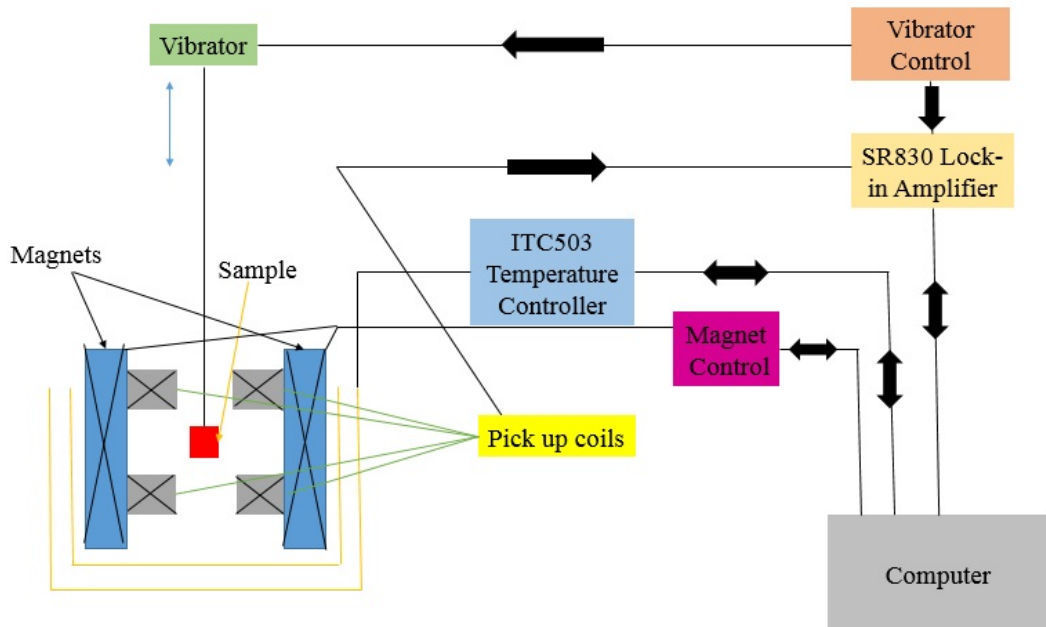 Vibrator
Vibrator
Control
SR830 Lock-
in Amplifier
ITC503
Temperature
Controller
Magnets
Sample
Magnet
Control
Pick up coils
Computer